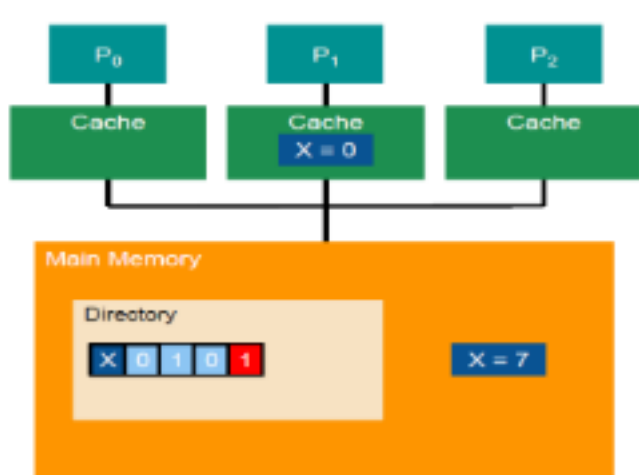 P₀ P₁ P₂
Cache Cache Cache
X = 0
Main Memory
Directory
X 0 1 0 1
X = 7